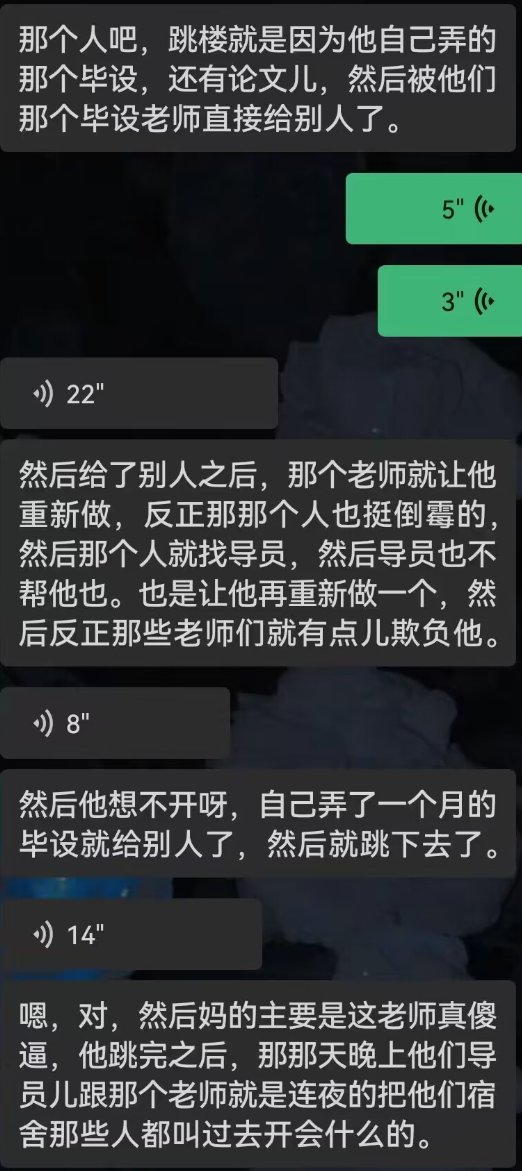 那个人吧，跳楼就是因为他自己弄的
那个毕设，还有论文儿，然后被他们
那个毕设老师直接给别人了。
5"
3"
22"
然后给了别人之后，那个老师就让他
重新做，反正那那个人也挺倒霉的，
然后那个人就找导员，然后导员也不
帮他也。也是让他再重新做一个，然
后反正那些老师们就有点儿欺负他。
8"
然后他想不开呀，自己弄了一个月的
毕设就给别人了，然后就跳下去了。
14"
嗯，对，然后妈的主要是这老师真傻
逼，他跳完之后，那那天晚上他们导
员儿跟那个老师就是连夜的把他们宿
舍那些人都叫过去开会什么的。